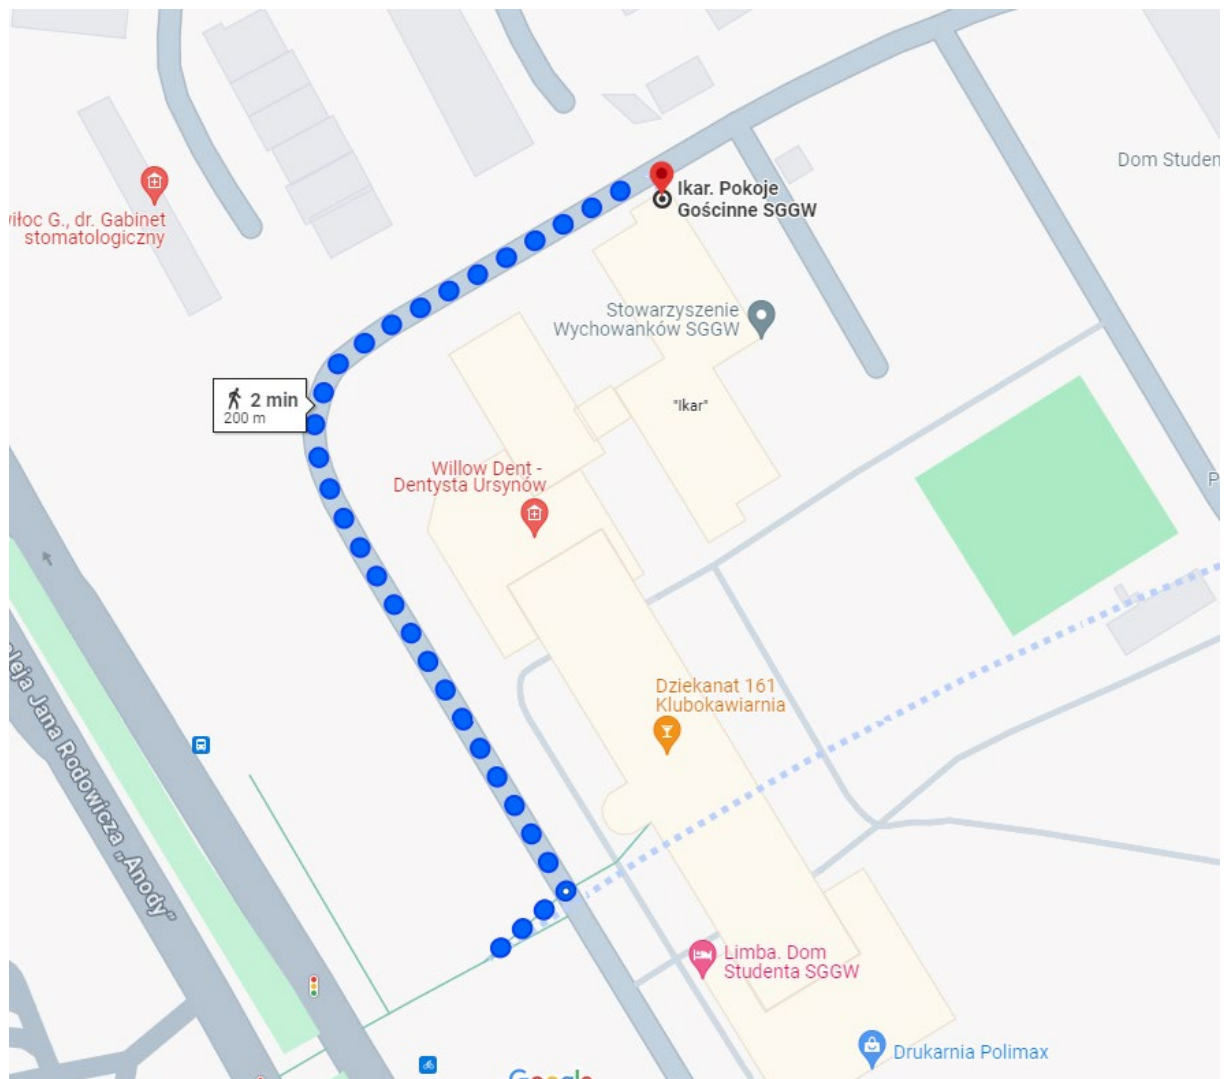 Dom Studen
Ikar. Pokoje
Gościnne SGGW
iłoc G., dr. Gabinet
stomatologiczny
Stowarzyszenie
Wychowanków SGGW
2 min
200 m
"Ikar"
Willow Dent -
Dentysta Ursynów
P
Dziekanat 161
Klubokawiarnia
aleja Jana Rodowicza „Anody”
Limba. Dom
Studenta SGGW
Drukarnia Polimax
Google